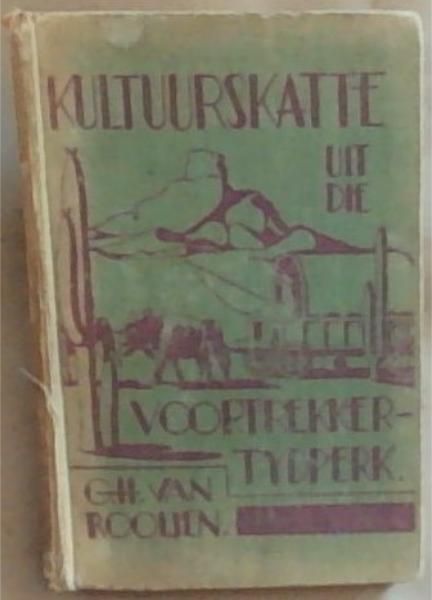 KULTUURSKATTE
UIT
DIE
VOORTREKKER-
TYDPERK.
G.H. VAN
ROOIJEN.